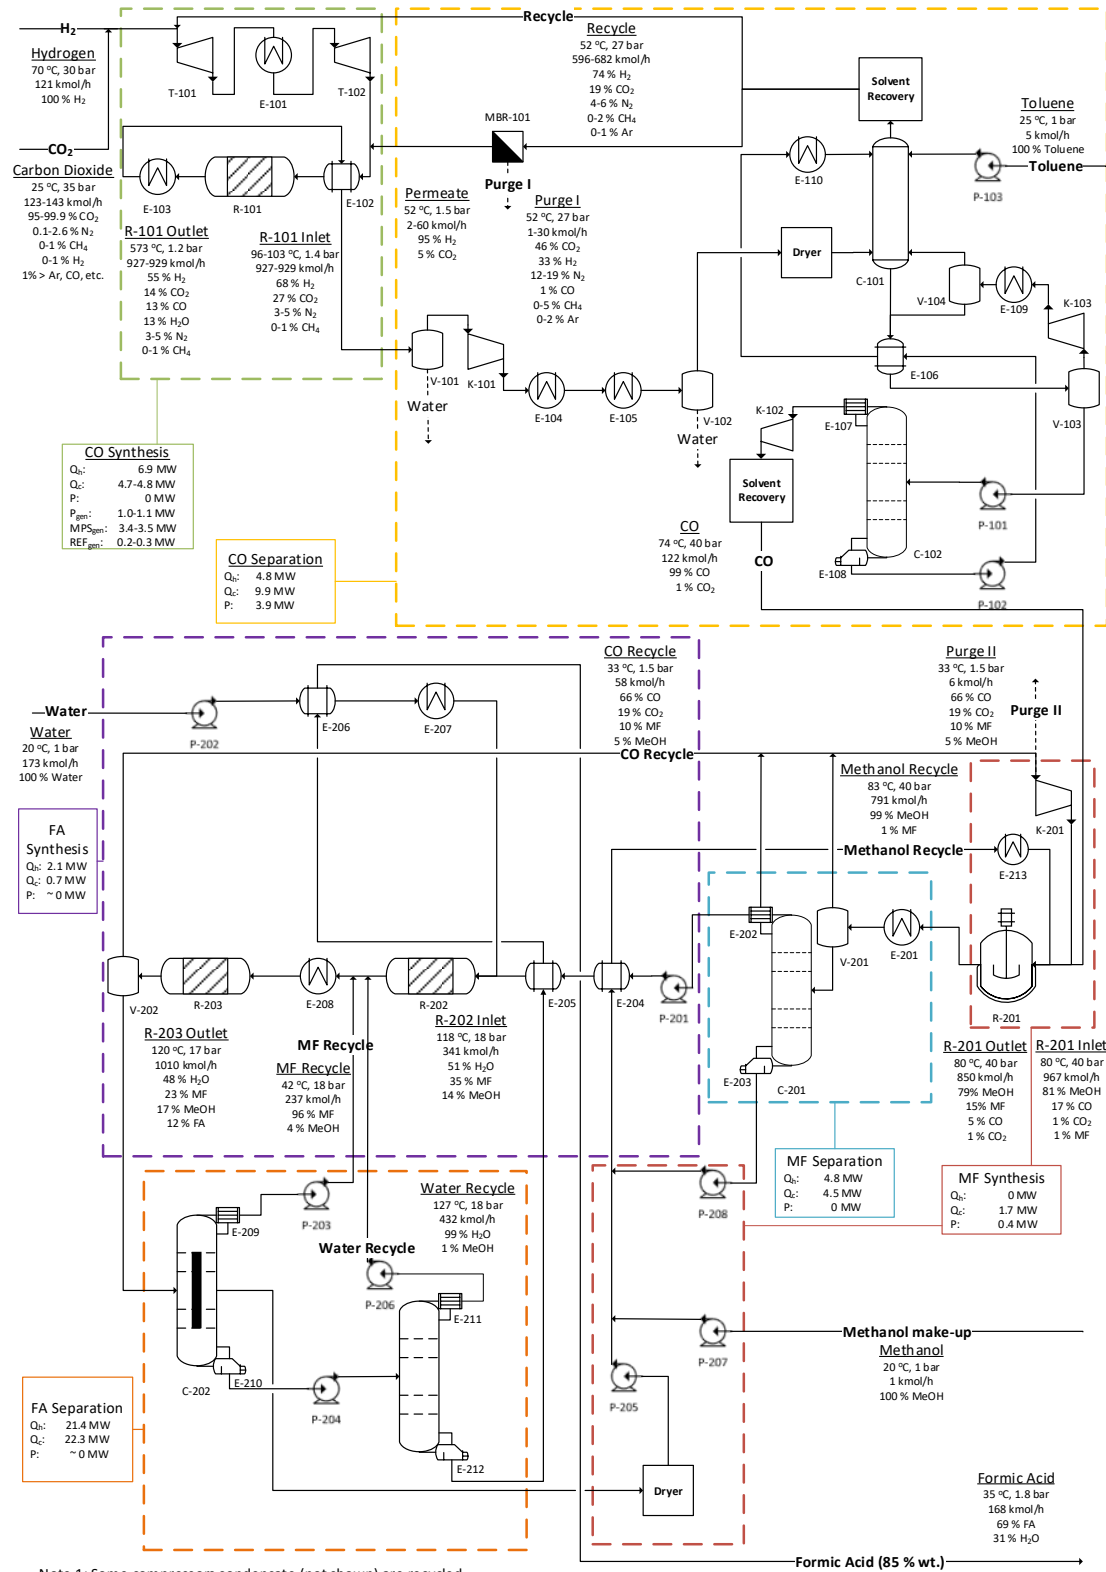 Recycle
H₂
Hydrogen
70 °C, 30 bar
121 kmol/h
100 % H₂
T-101
E-101
T-102
Recycle
52 °C, 27 bar
596-682 kmol/h
74 % H₂
19 % CO₂
4-6 % N₂
0-2 % CH₄
0-1 % Ar
Solvent
Recovery
Toluene
25 °C, 1 bar
5 kmol/h
100 % Toluene
Toluene
P-103
MBR-101
E-110
CO₂
Carbon Dioxide
25 °C, 35 bar
123-143 kmol/h
95-99.9 % CO₂
0.1-2.6 % N₂
0-1 % CH₄
0-1 % H₂
1% > Ar, CO, etc.
E-103
R-101
E-102
R-101 Outlet
573 °C, 1.2 bar
927-929 kmol/h
55 % H₂
14 % CO₂
13 % CO
13 % H₂O
3-5 % N₂
0-1 % CH₄
R-101 Inlet
96-103 °C, 1.4 bar
927-929 kmol/h
68 % H₂
27 % CO₂
3-5 % N₂
0-1 % CH₄
Permeate
52 °C, 1.5 bar
2-60 kmol/h
95 % H₂
5 % CO₂
Purge I
Purge I
52 °C, 27 bar
1-30 kmol/h
46 % CO₂
33 % H₂
12-19 % N₂
1 % CO
0-5 % CH₄
0-2 % Ar
Dryer
C-101
V-104
E-109
K-103
V-101
K-101
Water
E-104
E-105
V-102
Water
E-106
V-103
K-102
E-107
Solvent
Recovery
P-101
C-102
E-108
P-102
CO
74 °C, 40 bar
122 kmol/h
99 % CO
1 % CO₂
CO
CO Synthesis
Qₕ: 6.9 MW
Q꜀: 4.7-4.8 MW
P: 0 MW
P_gen: 1.0-1.1 MW
MPS_gen: 3.4-3.5 MW
REF_gen: 0.2-0.3 MW
CO Separation
Qₕ: 4.8 MW
Q꜀: 9.9 MW
P: 3.9 MW
Water
Water
20 °C, 1 bar
173 kmol/h
100 % Water
P-202
E-206
E-207
CO Recycle
33 °C, 1.5 bar
58 kmol/h
66 % CO
19 % CO₂
10 % MF
5 % MeOH
CO Recycle
Purge II
33 °C, 1.5 bar
6 kmol/h
66 % CO
19 % CO₂
10 % MF
5 % MeOH
Purge II
Methanol Recycle
83 °C, 40 bar
791 kmol/h
99 % MeOH
1 % MF
Methanol Recycle
K-201
E-213
FA
Synthesis
Qₕ: 2.1 MW
Q꜀: 0.7 MW
P: ~ 0 MW
E-202
V-201
E-201
R-201
V-202
R-203
E-208
R-202
E-205
E-204
P-201
E-203
C-201
R-203 Outlet
120 °C, 17 bar
1010 kmol/h
48 % H₂O
23 % MF
17 % MeOH
12 % FA
MF Recycle
MF Recycle
42 °C, 18 bar
237 kmol/h
96 % MF
4 % MeOH
R-202 Inlet
118 °C, 18 bar
341 kmol/h
51 % H₂O
35 % MF
14 % MeOH
R-201 Outlet
80 °C, 40 bar
850 kmol/h
79% MeOH
15% MF
5 % CO
1 % CO₂
R-201 Inlet
80 °C, 40 bar
967 kmol/h
81 % MeOH
17 % CO
1 % CO₂
1 % MF
MF Separation
Qₕ: 4.8 MW
Q꜀: 4.5 MW
P: 0 MW
MF Synthesis
Qₕ: 0 MW
Q꜀: 1.7 MW
P: 0.4 MW
P-208
P-203
E-209
Water Recycle
127 °C, 18 bar
432 kmol/h
99 % H₂O
1 % MeOH
Water Recycle
P-206
E-211
P-207
Methanol make-up
Methanol
20 °C, 1 bar
1 kmol/h
100 % MeOH
C-202
E-210
P-204
P-205
E-212
Dryer
FA Separation
Qₕ: 21.4 MW
Q꜀: 22.3 MW
P: ~ 0 MW
Formic Acid
35 °C, 1.8 bar
168 kmol/h
69 % FA
31 % H₂O
Formic Acid (85 % wt.)
Note 1: Some compressor condensate (not shown) are recycled